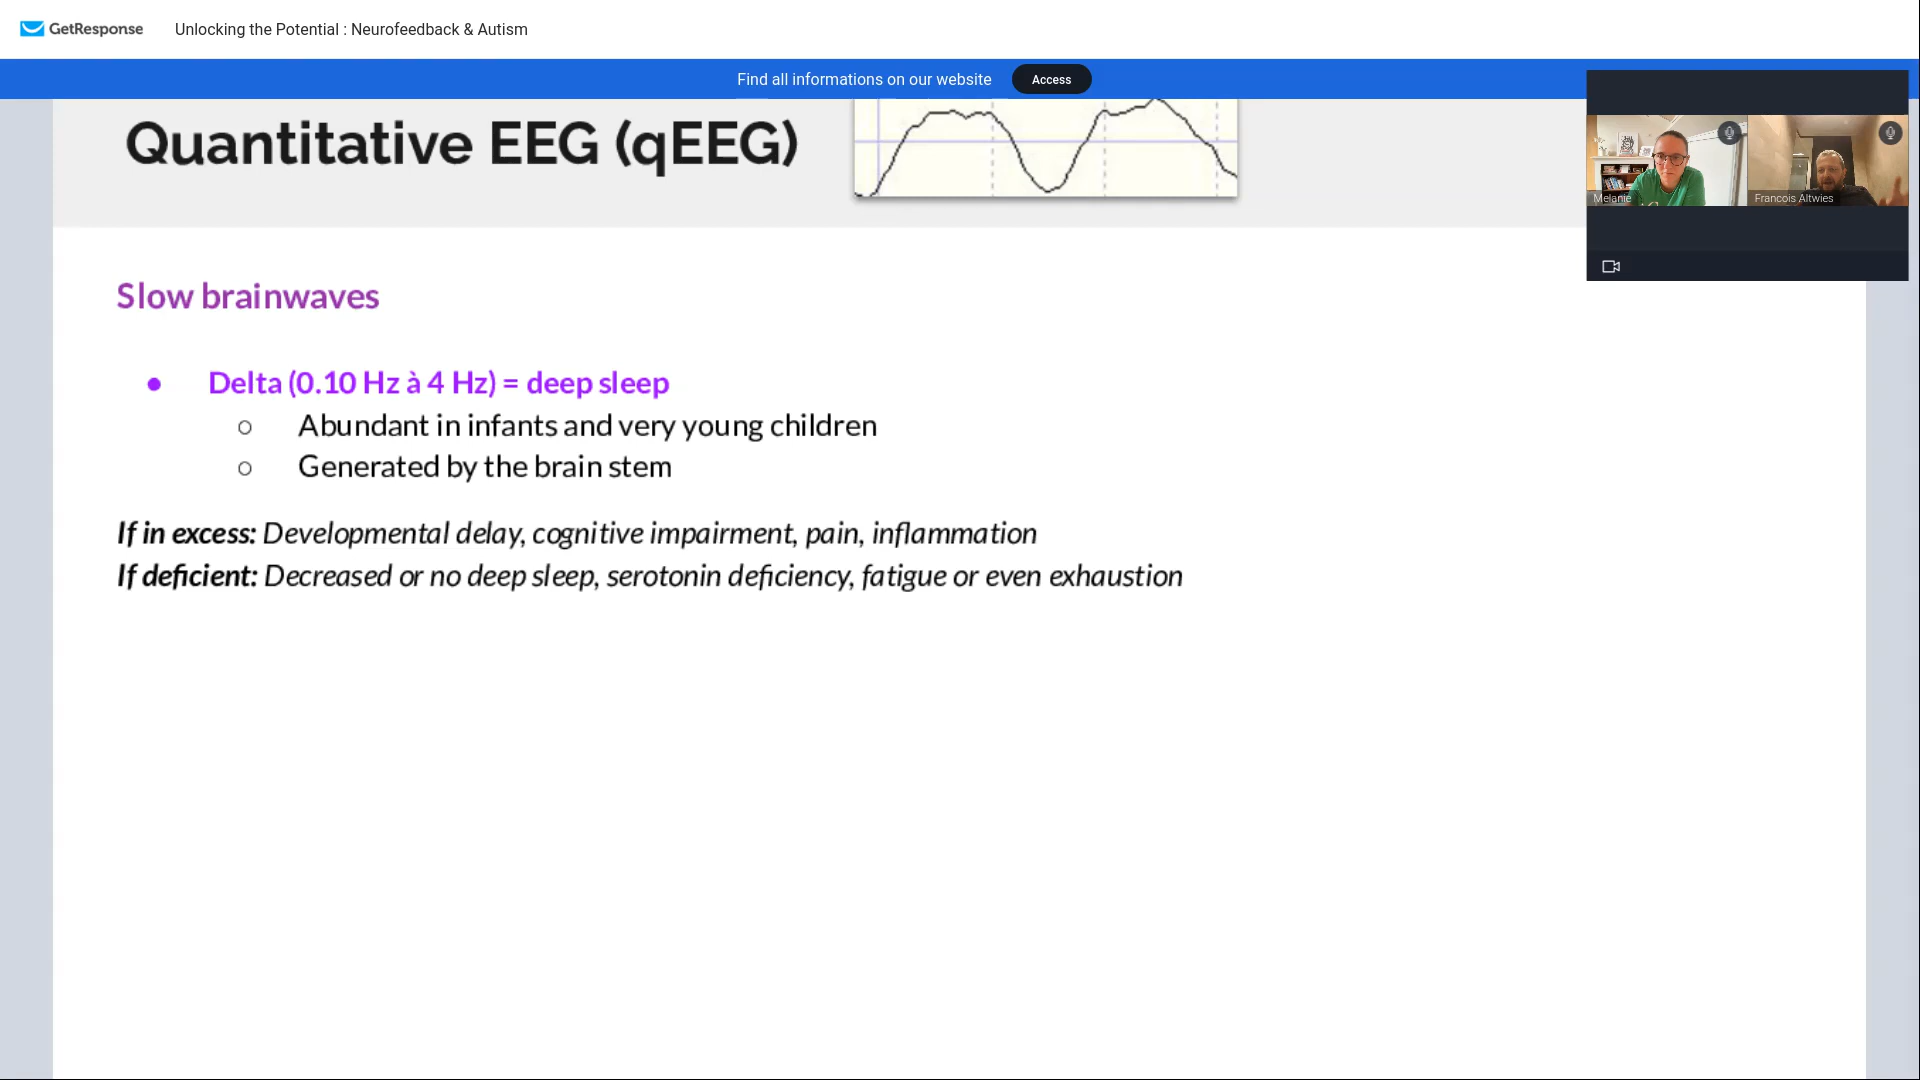 GetResponse
Unlocking the Potential : Neurofeedback & Autism
Find all informations on our website
Access
Quantitative EEG (qEEG)
Melanie
Francois Altwies
Slow brainwaves
● Delta (0.10 Hz à 4 Hz) = deep sleep
○ Abundant in infants and very young children
○ Generated by the brain stem
If in excess: Developmental delay, cognitive impairment, pain, inflammation
If deficient: Decreased or no deep sleep, serotonin deficiency, fatigue or even exhaustion